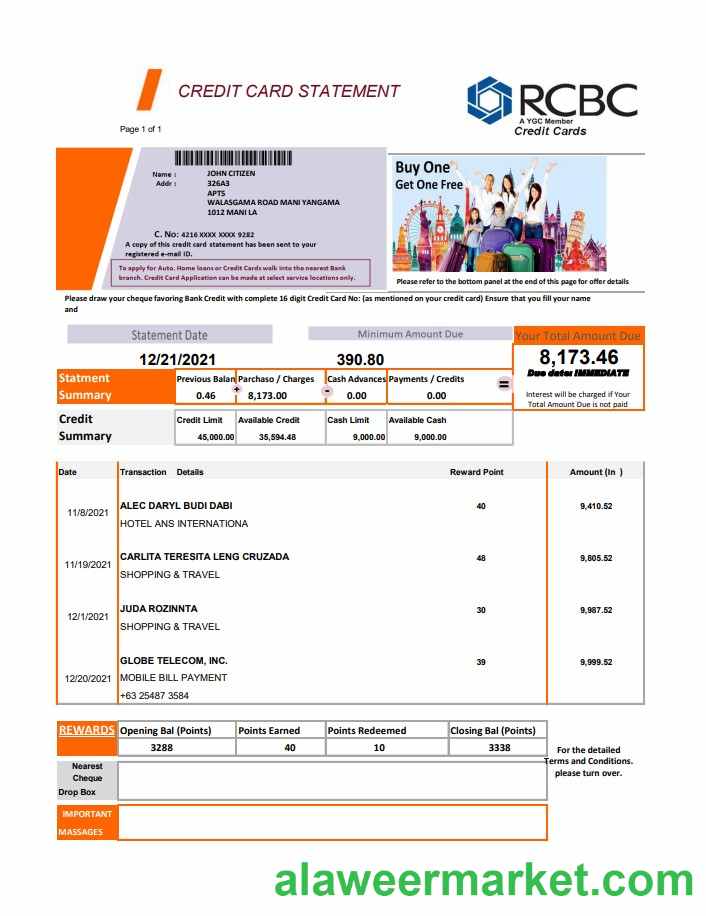 CREDIT CARD STATEMENT
RCBC
A YGC Member
Credit Cards
Page 1 of 1
Name : JOHN CITIZEN
Addr : 326A3
APTS
WALASGAMA ROAD MANI YANGAMA
1012 MANI LA
C. No: 4216 XXXX XXXX 9282
A copy of this credit card statement has been sent to your
registered e-mail ID.
To apply for Auto. Home loans or Credit Cards walk into the nearest Bank
branch. Credit Card Application can be made at select service locations only.
Buy One
Get One Free
Please refer to the bottom panel at the end of this page for offer details
Please draw your cheque favoring Bank Credit with complete 16 digit Credit Card No: (as mentioned on your credit card) Ensure that you fill your name
and
Statement Date Minimum Amount Due Your Total Amount Due
12/21/2021 390.80 8,173.46
Due date: IMMEDIATE
Interest will be charged if Your
Total Amount Due is not paid
Statment
Summary
Previous Balan Parchaso / Charges Cash Advances Payments / Credits
+ - =
0.46 8,173.00 0.00 0.00
Credit
Summary
Credit Limit Available Credit Cash Limit Available Cash
45,000.00 35,594.48 9,000.00 9,000.00
Date Transaction Details Reward Point Amount (In )
11/8/2021 ALEC DARYL BUDI DABI 40 9,410.52
HOTEL ANS INTERNATIONA
11/19/2021 CARLITA TERESITA LENG CRUZADA 48 9,805.52
SHOPPING & TRAVEL
12/1/2021 JUDA ROZINNTA 30 9,987.52
SHOPPING & TRAVEL
12/20/2021 GLOBE TELECOM, INC. 39 9,999.52
MOBILE BILL PAYMENT
+63 25487 3584
REWARDS Opening Bal (Points) Points Earned Points Redeemed Closing Bal (Points)
3288 40 10 3338
For the detailed
Terms and Conditions.
please turn over.
Nearest
Cheque
Drop Box
IMPORTANT
MASSAGES
alaweermarket.com